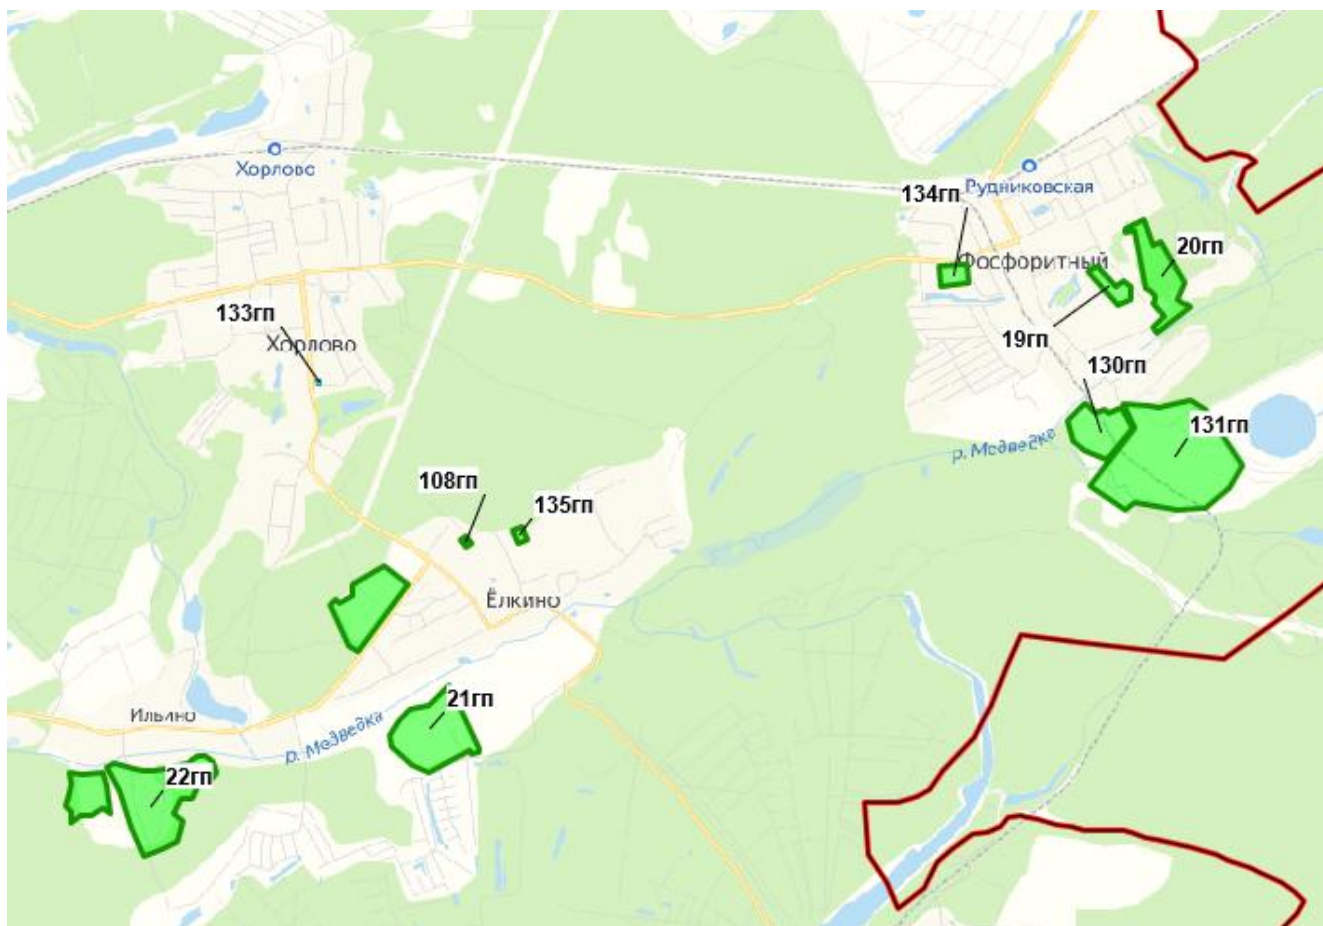 Хорлово
Рудниковская
134гп
20гп
Фосфоритный
133гп
Хорлово
19гп
130гп
131гп
р. Медведка
108гп
135гп
Ёлкино
21гп
Ильино
р. Медведка
22гп